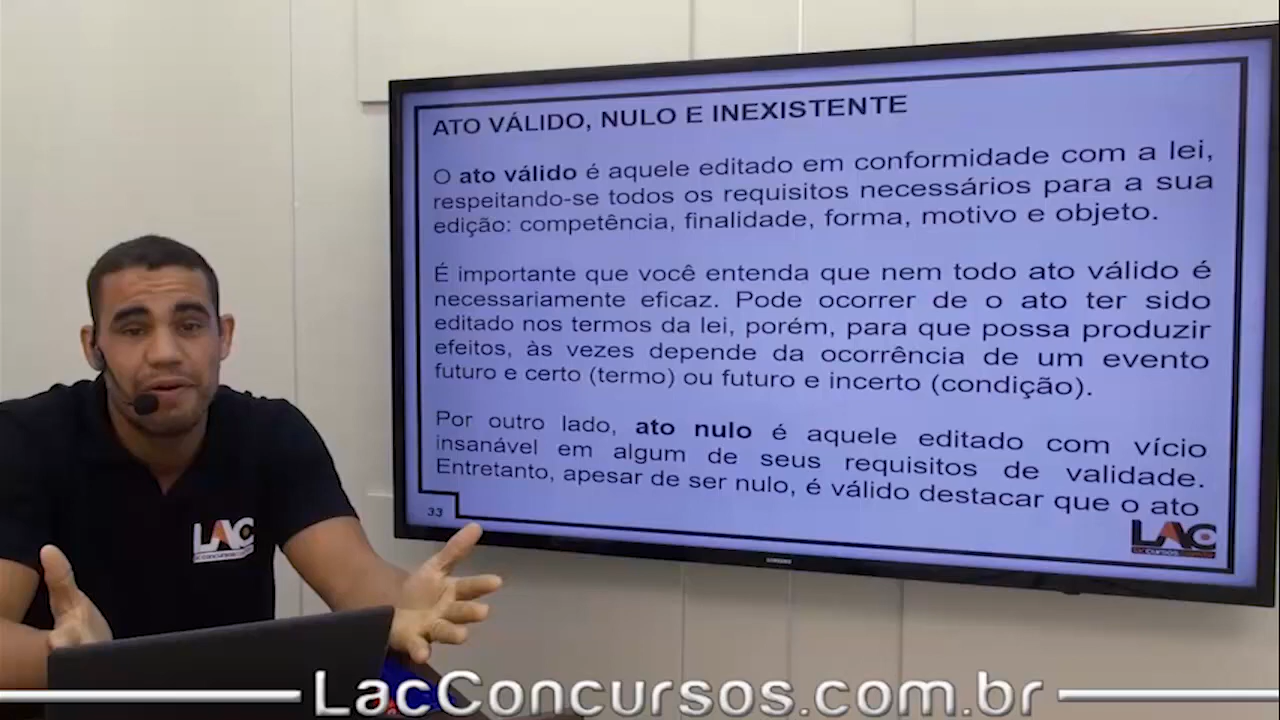 ATO VÁLIDO, NULO E INEXISTENTE
O ato válido é aquele editado em conformidade com a lei,
respeitando-se todos os requisitos necessários para a sua
edição: competência, finalidade, forma, motivo e objeto.
É importante que você entenda que nem todo ato válido é
necessariamente eficaz. Pode ocorrer de o ato ter sido
editado nos termos da lei, porém, para que possa produzir
efeitos, às vezes depende da ocorrência de um evento
futuro e certo (termo) ou futuro e incerto (condição).
Por outro lado, ato nulo é aquele editado com vício
insanável em algum de seus requisitos de validade.
Entretanto, apesar de ser nulo, é válido destacar que o ato
33
LAC
LAC
LacConcursos.com.br